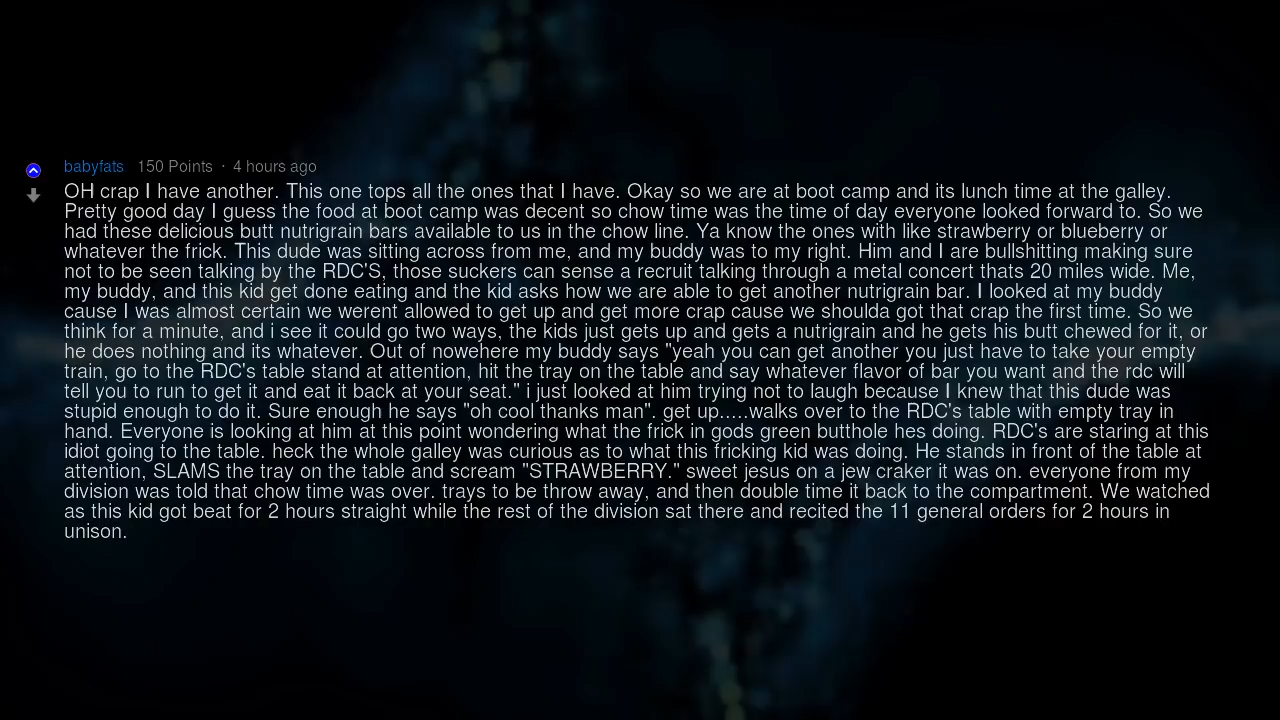 babyfats 150 Points · 4 hours ago
OH crap I have another. This one tops all the ones that I have. Okay so we are at boot camp and its lunch time at the galley.
Pretty good day I guess the food at boot camp was decent so chow time was the time of day everyone looked forward to. So we
had these delicious butt nutrigrain bars available to us in the chow line. Ya know the ones with like strawberry or blueberry or
whatever the frick. This dude was sitting across from me, and my buddy was to my right. Him and I are bullshitting making sure
not to be seen talking by the RDC'S, those suckers can sense a recruit talking through a metal concert thats 20 miles wide. Me,
my buddy, and this kid get done eating and the kid asks how we are able to get another nutrigrain bar. I looked at my buddy
cause I was almost certain we werent allowed to get up and get more crap cause we shoulda got that crap the first time. So we
think for a minute, and i see it could go two ways, the kids just gets up and gets a nutrigrain and he gets his butt chewed for it, or
he does nothing and its whatever. Out of nowehere my buddy says "yeah you can get another you just have to take your empty
train, go to the RDC's table stand at attention, hit the tray on the table and say whatever flavor of bar you want and the rdc will
tell you to run to get it and eat it back at your seat." i just looked at him trying not to laugh because I knew that this dude was
stupid enough to do it. Sure enough he says "oh cool thanks man". get up.....walks over to the RDC's table with empty tray in
hand. Everyone is looking at him at this point wondering what the frick in gods green butthole hes doing. RDC's are staring at this
idiot going to the table. heck the whole galley was curious as to what this fricking kid was doing. He stands in front of the table at
attention, SLAMS the tray on the table and scream "STRAWBERRY." sweet jesus on a jew craker it was on. everyone from my
division was told that chow time was over. trays to be throw away, and then double time it back to the compartment. We watched
as this kid got beat for 2 hours straight while the rest of the division sat there and recited the 11 general orders for 2 hours in
unison.